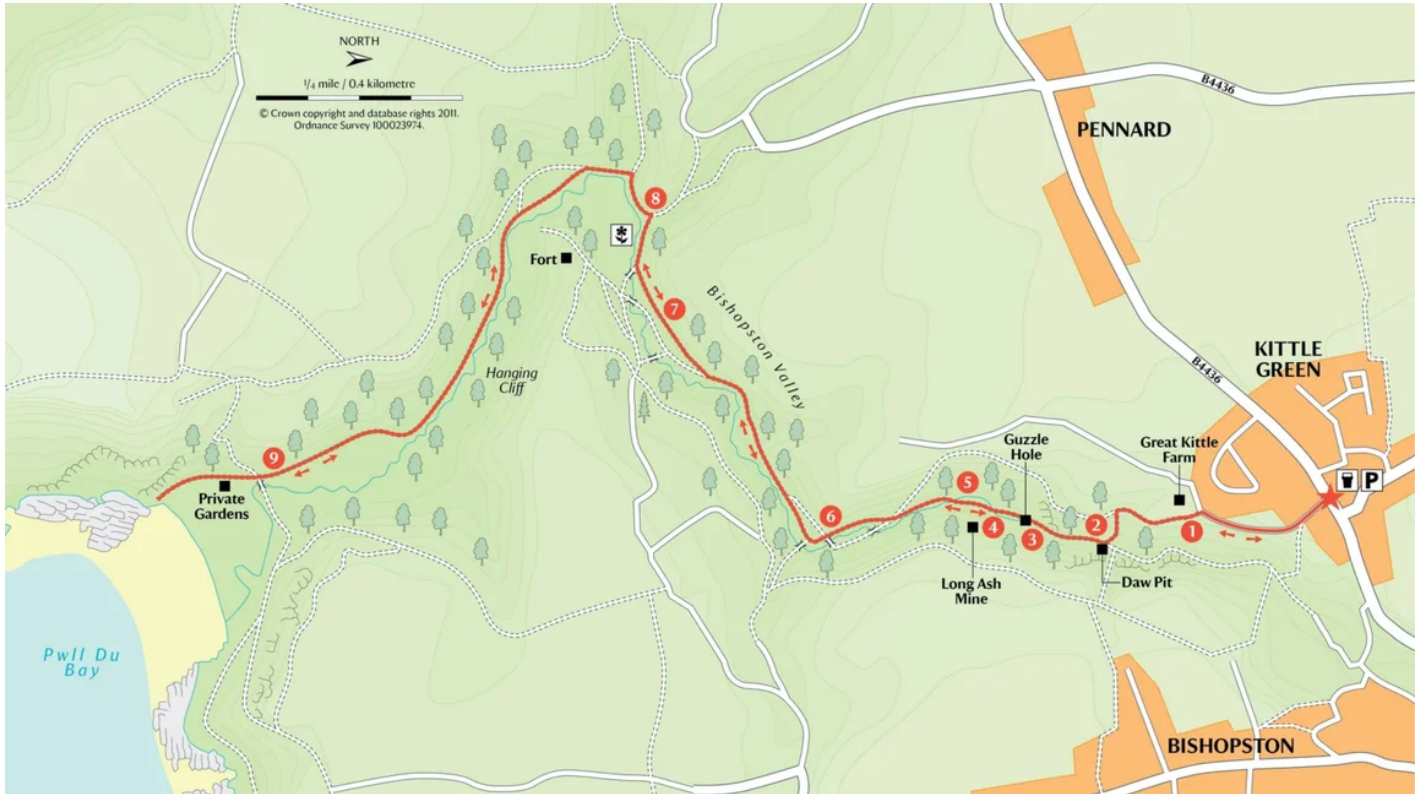 NORTH
1/4 mile / 0.4 kilometre
© Crown copyright and database rights 2011.
Ordnance Survey 100023974.
B4436
PENNARD
8
Fort
7
Bishopston Valley
B4436
KITTLE
GREEN
Hanging
Cliff
Guzzle
Hole
Great Kittle
Farm
9
5
P
Private
Gardens
6
4
3
2
1
Long Ash
Mine
Daw Pit
Pwll Du
Bay
BISHOPSTON